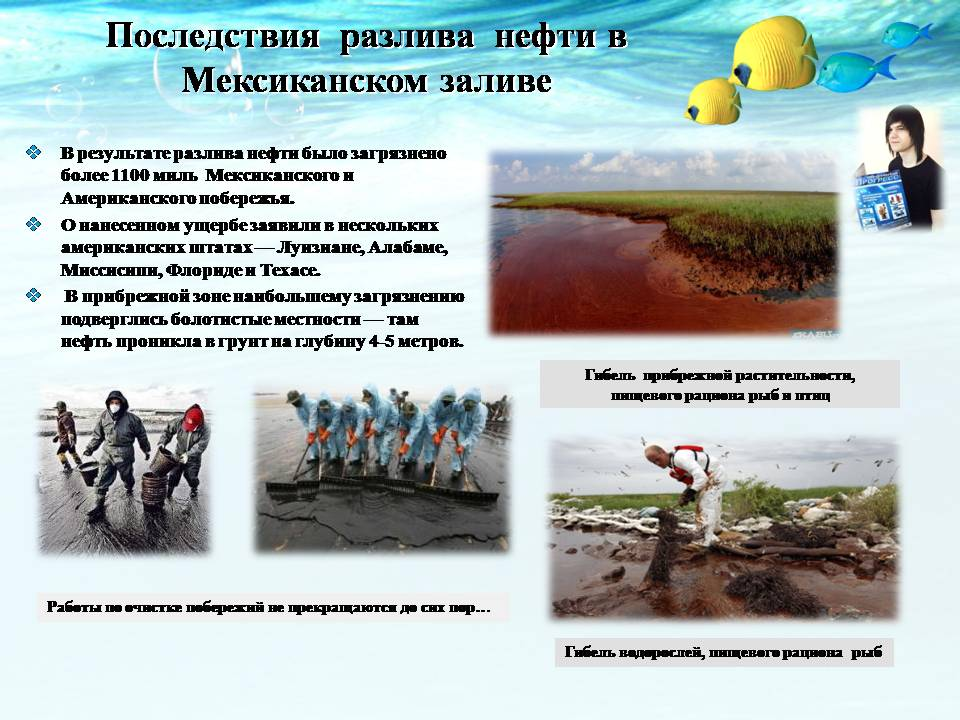 Последствия разлива нефти в
Мексиканском заливе
В результате разлива нефти было загрязнено
более 1100 миль Мексиканского и
Американского побережья.
О нанесенном ущербе заявили в нескольких
американских штатах — Луизиане, Алабаме,
Миссисипи, Флориде и Техасе.
В прибрежной зоне наибольшему загрязнению
подверглись болотистые местности — там
нефть проникла в грунт на глубину 4-5 метров.
Гибель прибрежной растительности,
пищевого рациона рыб и птиц
Работы по очистке побережий не прекращаются до сих пор…
Гибель водорослей, пищевого рациона рыб